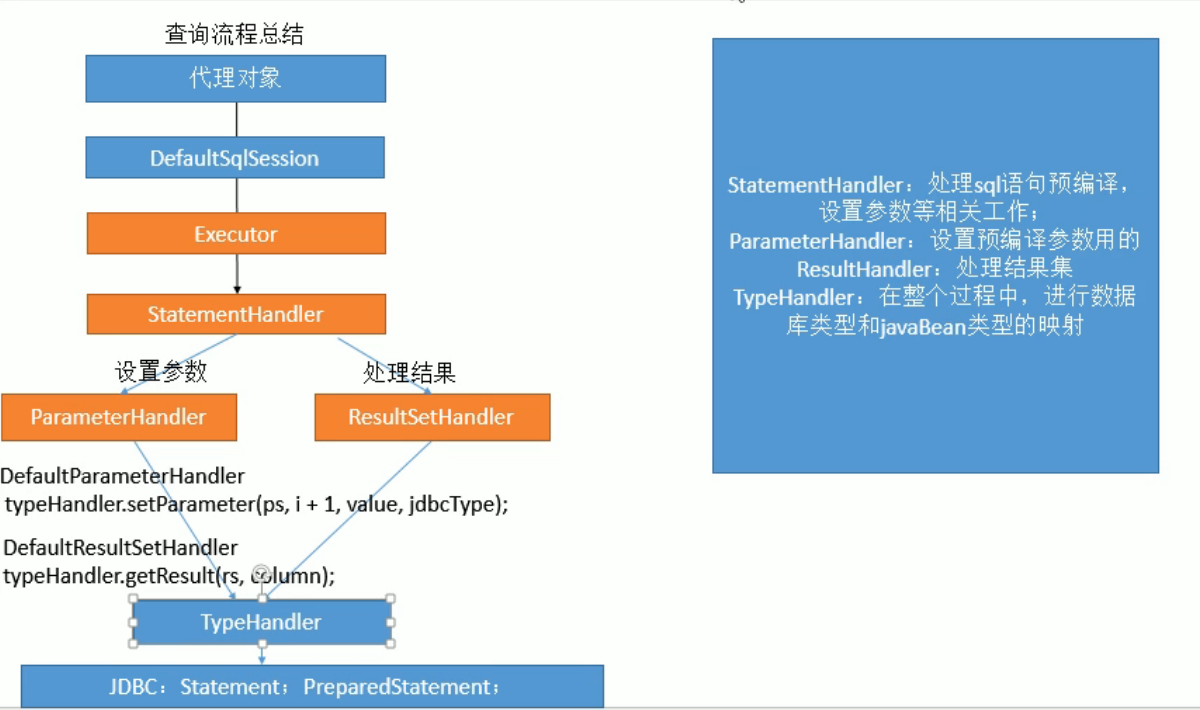 查询流程总结
代理对象
DefaultSqlSession
Executor
StatementHandler
设置参数
处理结果
ParameterHandler
ResultSetHandler
DefaultParameterHandler
typeHandler.setParameter(ps, i + 1, value, jdbcType);
DefaultResultSetHandler
typeHandler.getResult(rs, column);
TypeHandler
JDBC：Statement；PreparedStatement；
StatementHandler：处理sql语句预编译，
设置参数等相关工作；
ParameterHandler：设置预编译参数用的
ResultHandler：处理结果集
TypeHandler：在整个过程中，进行数据
库类型和javaBean类型的映射